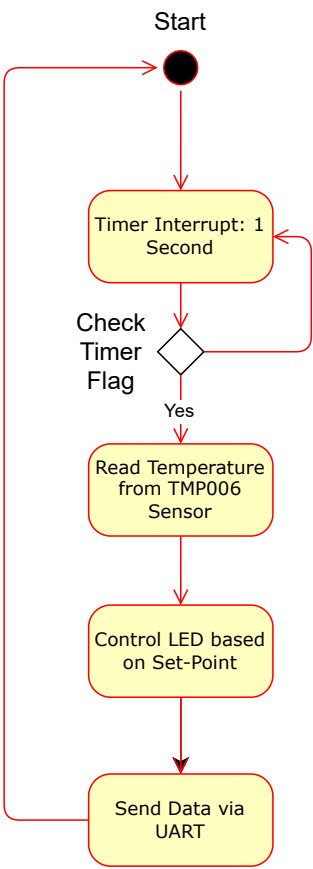 Start
Timer Interrupt: 1
Second
Check
Timer
Flag
Yes
Read Temperature
from TMP006
Sensor
Control LED based
on Set-Point
Send Data via
UART